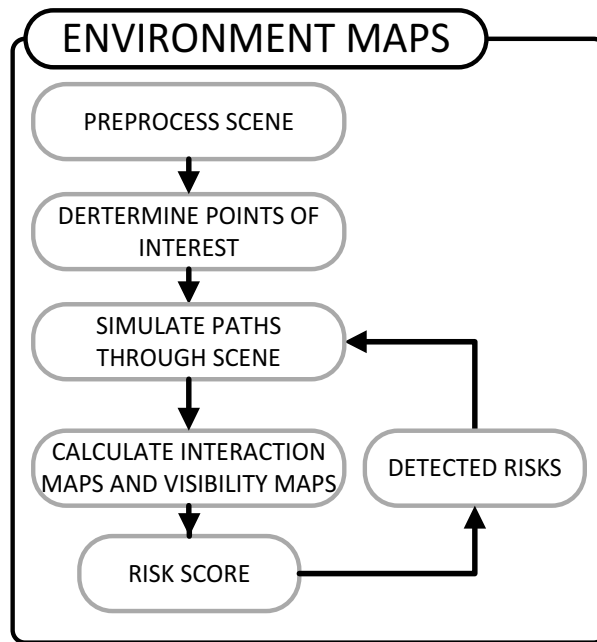 ENVIRONMENT MAPS
PREPROCESS SCENE
DERTERMINE POINTS OF
INTEREST
SIMULATE PATHS
THROUGH SCENE
CALCULATE INTERACTION
MAPS AND VISIBILITY MAPS
DETECTED RISKS
RISK SCORE